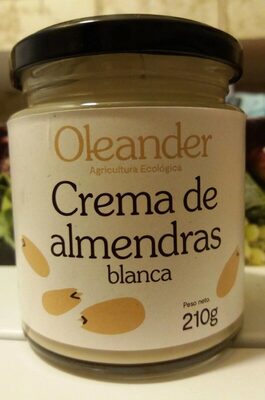 Oleander
Agricultura Ecológica
Crema de
almendras
blanca
Peso neto.
210g